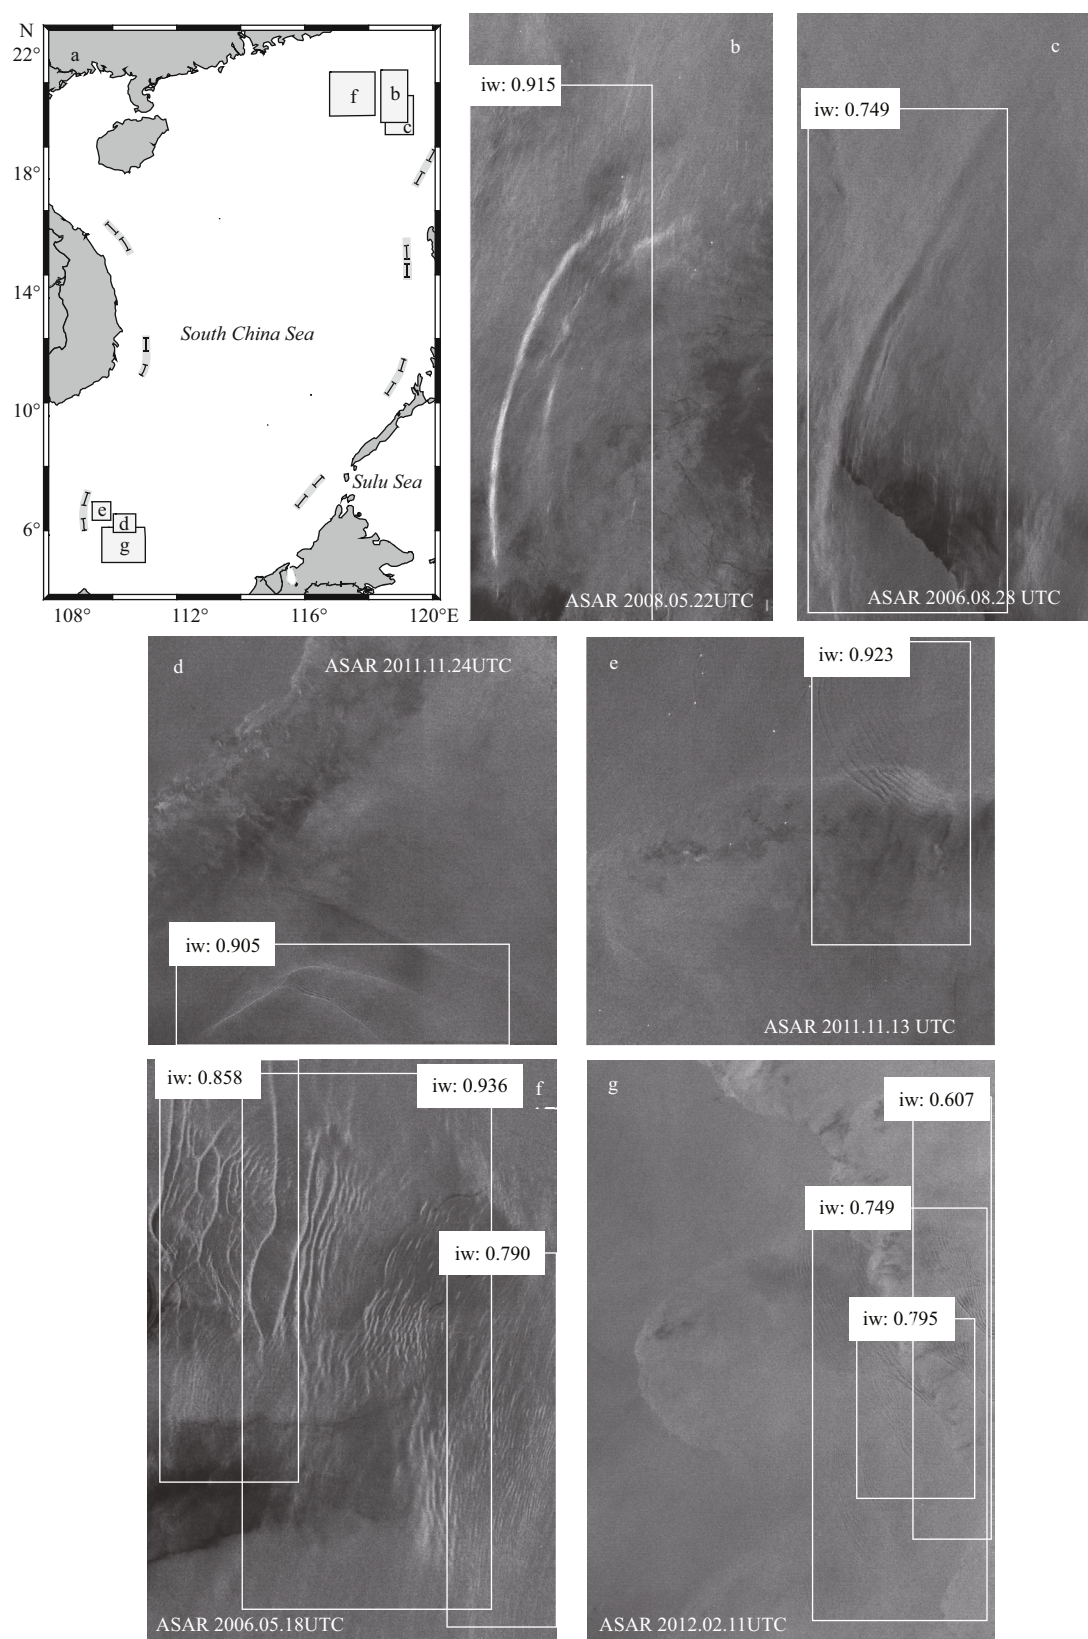 N
22°
a
f
b
c
18°
14°
South China Sea
10°
Sulu Sea
e
d
6°
g
108°
112°
116°
120°E
b
iw: 0.915
ASAR 2008.05.22UTC
c
iw: 0.749
ASAR 2006.08.28 UTC
d
ASAR 2011.11.24UTC
iw: 0.905
e
iw: 0.923
ASAR 2011.11.13 UTC
iw: 0.858
iw: 0.936
f
iw: 0.790
ASAR 2006.05.18UTC
g
iw: 0.607
iw: 0.749
iw: 0.795
ASAR 2012.02.11UTC